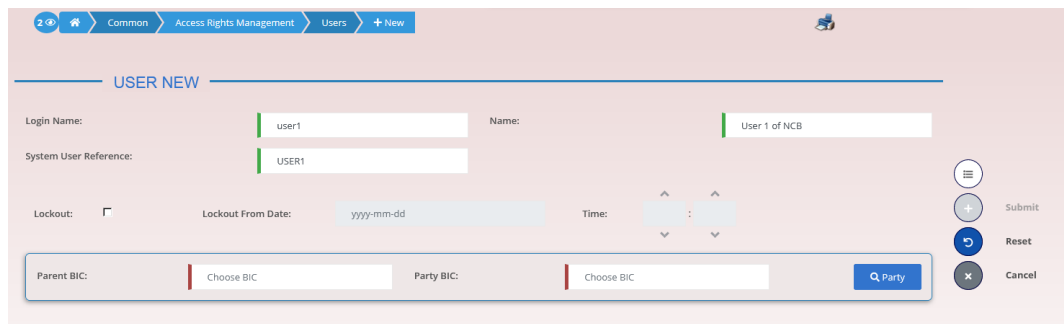 2 Common Access Rights Management Users + New
USER NEW
Login Name: user1 Name: User 1 of NCB
System User Reference: USER1
Lockout: Lockout From Date: yyyy-mm-dd Time: :
Submit
Reset
Parent BIC: Choose BIC Party BIC: Choose BIC Party
Cancel